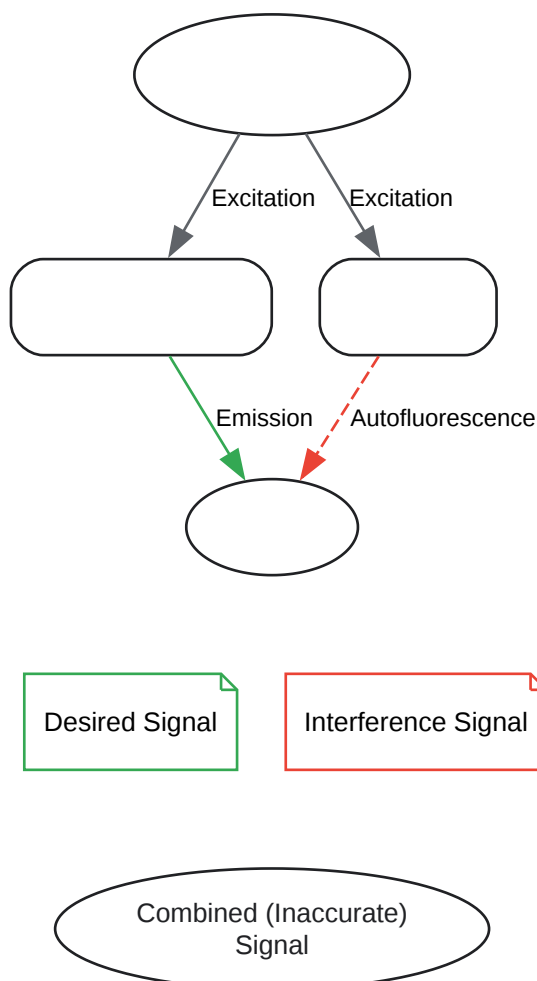 Excitation
Excitation
Emission
Autofluorescence
Desired Signal
Interference Signal
Combined (Inaccurate)
Signal